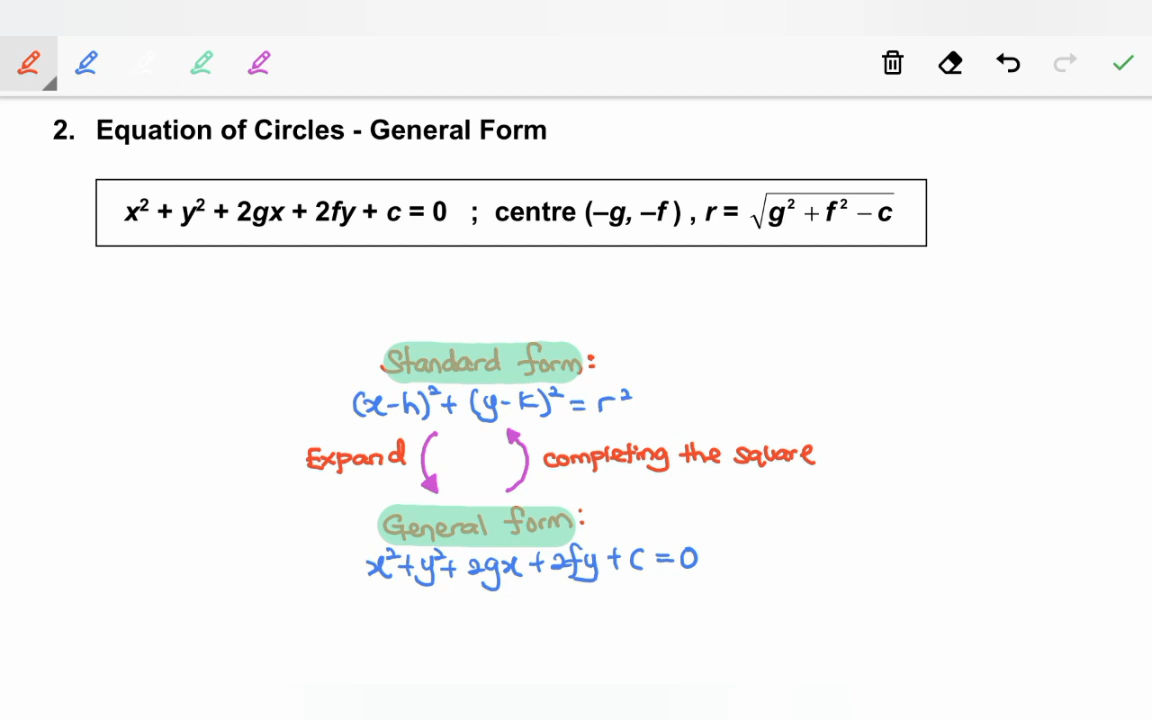 2. Equation of Circles - General Form
x² + y² + 2gx + 2fy + c = 0 ; centre (–g, –f ) , r = √(g² + f² – c)
Standard form:
(x-h)² + (y-k)² = r²
Expand completing the square
General form:
x²+y²+ 2gx + 2fy + c = 0